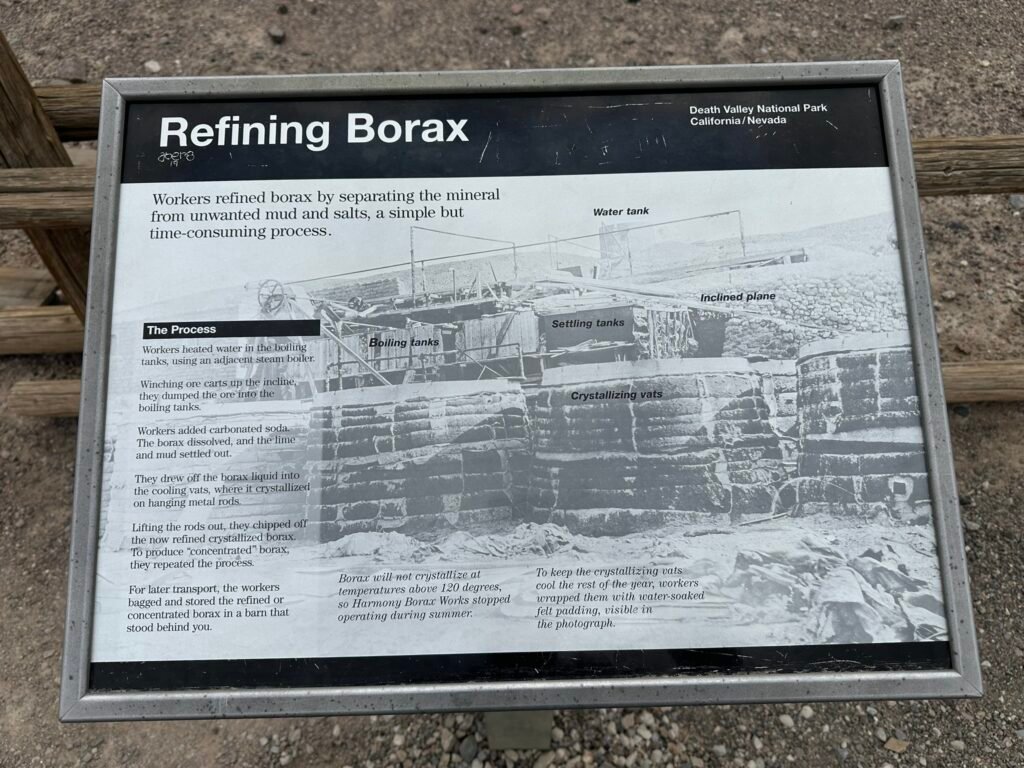 Refining Borax
Death Valley National Park
California / Nevada
Workers refined borax by separating the mineral
from unwanted mud and salts, a simple but
time-consuming process.
Water tank
Inclined plane
Settling tanks
Boiling tanks
Crystallizing vats
The Process
Workers heated water in the boiling
tanks, using an adjacent steam boiler.
Winching ore carts up the incline,
they dumped the ore into the
boiling tanks.
Workers added carbonated soda.
The borax dissolved, and the lime
and mud settled out.
They drew off the borax liquid into
the cooling vats, where it crystallized
on hanging metal rods.
Lifting the rods out, they chipped off
the now refined crystallized borax.
To produce “concentrated” borax,
they repeated the process.
For later transport, the workers
bagged and stored the refined or
concentrated borax in a barn that
stood behind you.
Borax will not crystallize at
temperatures above 120 degrees,
so Harmony Borax Works stopped
operating during summer.
To keep the crystallizing vats
cool the rest of the year, workers
wrapped them with water-soaked
felt padding, visible in
the photograph.